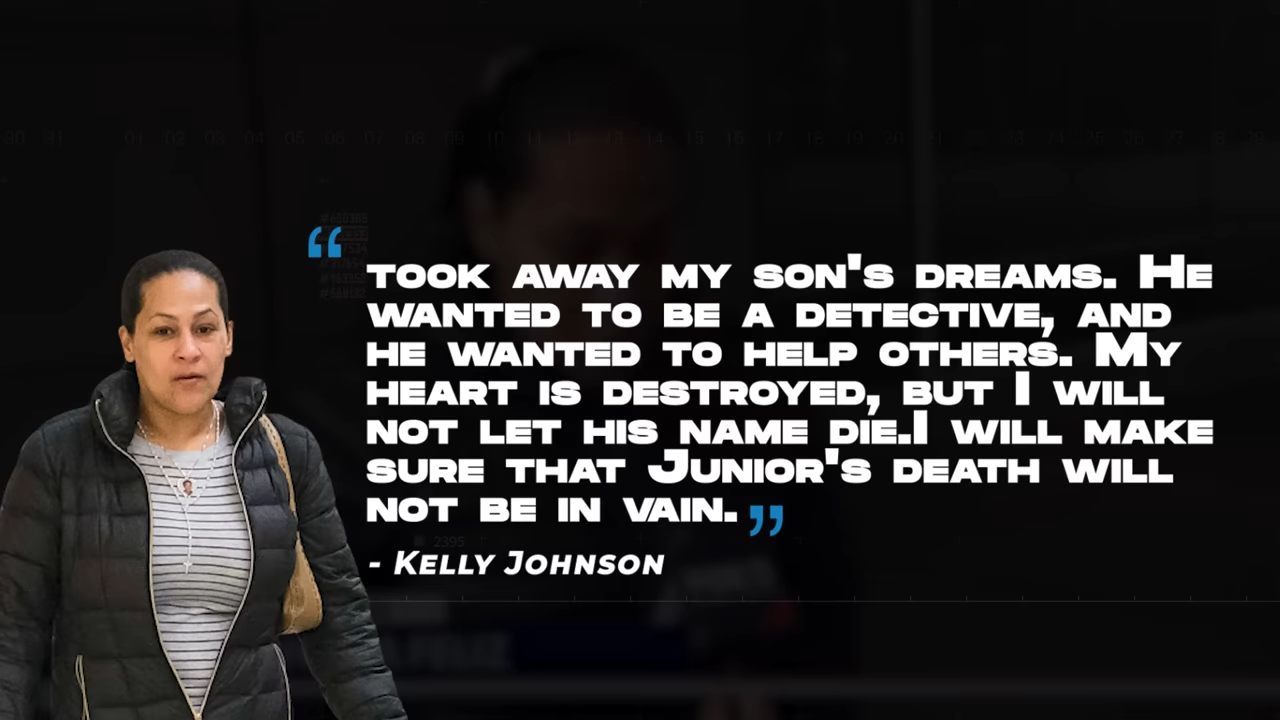 “ TOOK AWAY MY SON'S DREAMS. HE
WANTED TO BE A DETECTIVE, AND
HE WANTED TO HELP OTHERS. MY
HEART IS DESTROYED, BUT I WILL
NOT LET HIS NAME DIE.I WILL MAKE
SURE THAT JUNIOR'S DEATH WILL
NOT BE IN VAIN. ”
- KELLY JOHNSON